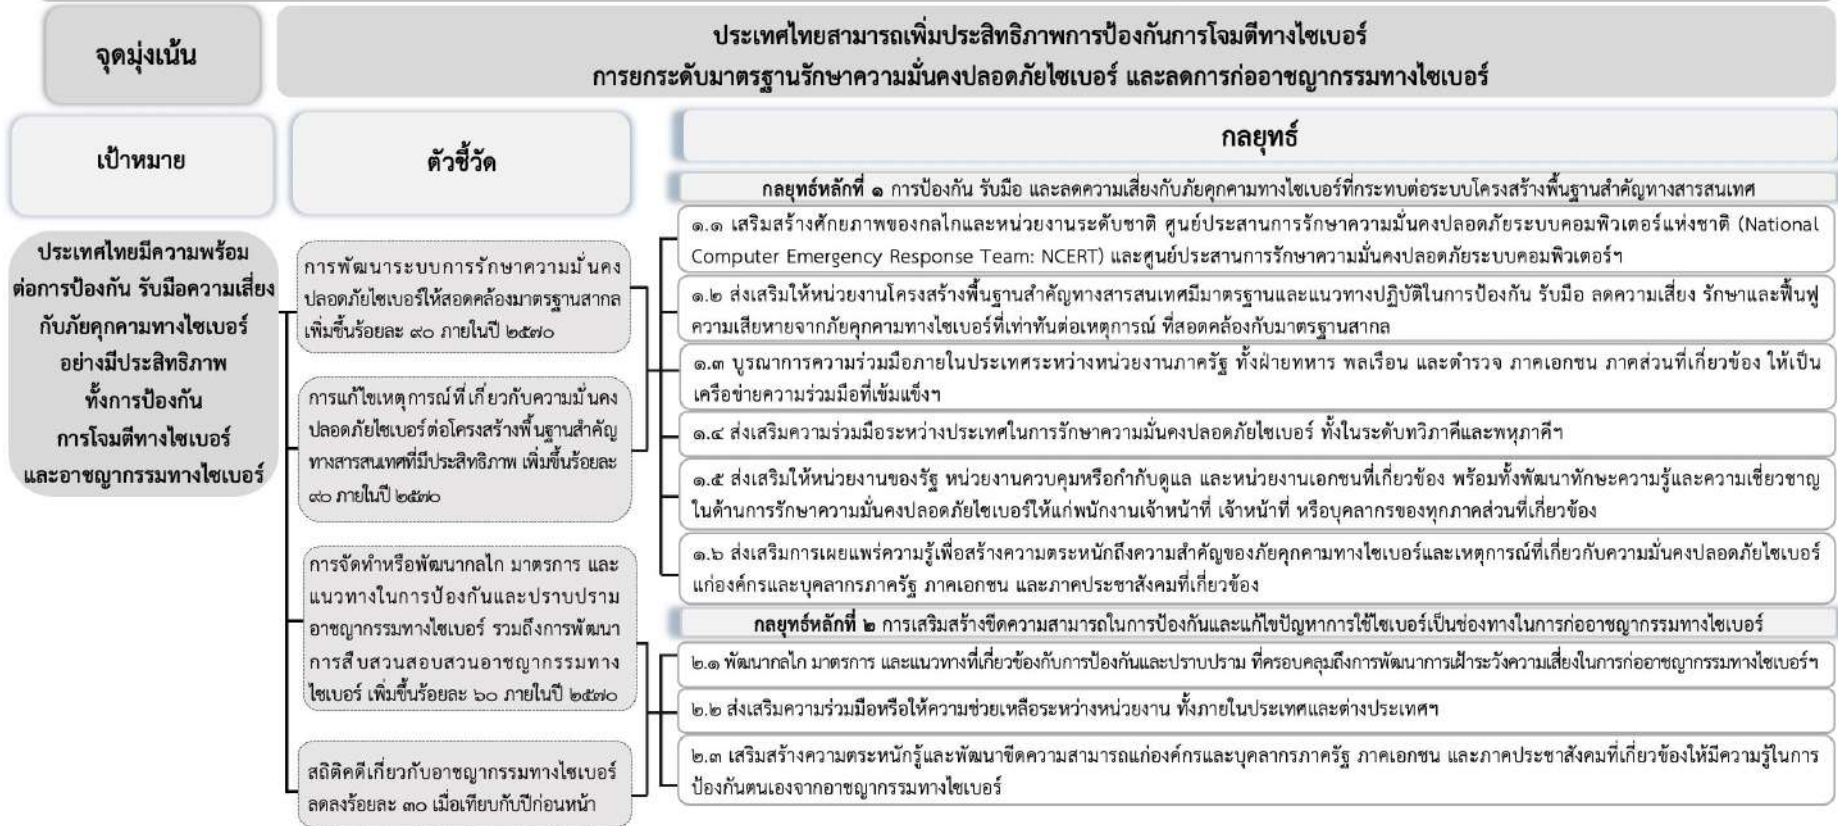 จุดมุ่งเน้น
ประเทศไทยสามารถเพิ่มประสิทธิภาพการป้องกันการโจมตีทางไซเบอร์
การยกระดับมาตรฐานรักษาความมั่นคงปลอดภัยไซเบอร์ และลดการก่ออาชญากรรมทางไซเบอร์
เป้าหมาย
ประเทศไทยมีความพร้อม
ต่อการป้องกัน รับมือความเสี่ยง
กับภัยคุกคามทางไซเบอร์
อย่างมีประสิทธิภาพ
ทั้งการป้องกัน
การโจมตีทางไซเบอร์
และอาชญากรรมทางไซเบอร์
ตัวชี้วัด
การพัฒนาระบบการรักษาความมั่นคง
ปลอดภัยไซเบอร์ให้สอดคล้องมาตรฐานสากล
เพิ่มขึ้นร้อยละ ๙๐ ภายในปี ๒๕๗๐
การแก้ไขเหตุการณ์ที่เกี่ยวกับความมั่นคง
ปลอดภัยไซเบอร์ต่อโครงสร้างพื้นฐานสำคัญ
ทางสารสนเทศที่มีประสิทธิภาพ เพิ่มขึ้นร้อยละ
๙๐ ภายในปี ๒๕๗๐
การจัดทำหรือพัฒนากลไก มาตรการ และ
แนวทางในการป้องกันและปราบปราม
อาชญากรรมทางไซเบอร์ รวมถึงการพัฒนา
การสืบสวนสอบสวนอาชญากรรมทาง
ไซเบอร์ เพิ่มขึ้นร้อยละ ๖๐ ภายในปี ๒๕๗๐
สถิติคดีเกี่ยวกับอาชญากรรมทางไซเบอร์
ลดลงร้อยละ ๓๐ เมื่อเทียบกับปีก่อนหน้า
กลยุทธ์
กลยุทธ์หลักที่ ๑ การป้องกัน รับมือ และลดความเสี่ยงกับภัยคุกคามทางไซเบอร์ที่กระทบต่อระบบโครงสร้างพื้นฐานสำคัญทางสารสนเทศ
๑.๑ เสริมสร้างศักยภาพของกลไกและหน่วยงานระดับชาติ ศูนย์ประสานการรักษาความมั่นคงปลอดภัยระบบคอมพิวเตอร์แห่งชาติ (National
Computer Emergency Response Team: NCERT) และศูนย์ประสานการรักษาความมั่นคงปลอดภัยระบบคอมพิวเตอร์ฯ
๑.๒ ส่งเสริมให้หน่วยงานโครงสร้างพื้นฐานสำคัญทางสารสนเทศมีมาตรฐานและแนวทางปฏิบัติในการป้องกัน รับมือ ลดความเสี่ยง รักษาและฟื้นฟู
ความเสียหายจากภัยคุกคามทางไซเบอร์ที่เท่าทันต่อเหตุการณ์ ที่สอดคล้องกับมาตรฐานสากล
๑.๓ บูรณาการความร่วมมือภายในประเทศระหว่างหน่วยงานภาครัฐ ทั้งฝ่ายทหาร พลเรือน และตำรวจ ภาคเอกชน ภาคส่วนที่เกี่ยวข้อง ให้เป็น
เครือข่ายความร่วมมือที่เข้มแข็งฯ
๑.๔ ส่งเสริมความร่วมมือระหว่างประเทศในการรักษาความมั่นคงปลอดภัยไซเบอร์ ทั้งในระดับทวิภาคีและพหุภาคีฯ
๑.๕ ส่งเสริมให้หน่วยงานของรัฐ หน่วยงานควบคุมหรือกำกับดูแล และหน่วยงานเอกชนที่เกี่ยวข้อง พร้อมทั้งพัฒนาทักษะความรู้และความเชี่ยวชาญ
ในด้านการรักษาความมั่นคงปลอดภัยไซเบอร์ให้แก่พนักงานเจ้าหน้าที่ เจ้าหน้าที่ หรือบุคลากรของทุกภาคส่วนที่เกี่ยวข้อง
๑.๖ ส่งเสริมการเผยแพร่ความรู้เพื่อสร้างความตระหนักถึงความสำคัญของภัยคุกคามทางไซเบอร์และเหตุการณ์ที่เกี่ยวกับความมั่นคงปลอดภัยไซเบอร์
แก่องค์กรและบุคลากรภาครัฐ ภาคเอกชน และภาคประชาสังคมที่เกี่ยวข้อง
กลยุทธ์หลักที่ ๒ การเสริมสร้างขีดความสามารถในการป้องกันและแก้ไขปัญหาการใช้ไซเบอร์เป็นช่องทางในการก่ออาชญากรรมทางไซเบอร์
๒.๑ พัฒนากลไก มาตรการ และแนวทางที่เกี่ยวข้องกับการป้องกันและปราบปราม ที่ครอบคลุมถึงการพัฒนาการเฝ้าระวังความเสี่ยงในการก่ออาชญากรรมทางไซเบอร์ฯ
๒.๒ ส่งเสริมความร่วมมือหรือให้ความช่วยเหลือระหว่างหน่วยงาน ทั้งภายในประเทศและต่างประเทศฯ
๒.๓ เสริมสร้างความตระหนักรู้และพัฒนาขีดความสามารถแก่องค์กรและบุคลากรภาครัฐ ภาคเอกชน และภาคประชาสังคมที่เกี่ยวข้องให้มีความรู้ในการ
ป้องกันตนเองจากอาชญากรรมทางไซเบอร์